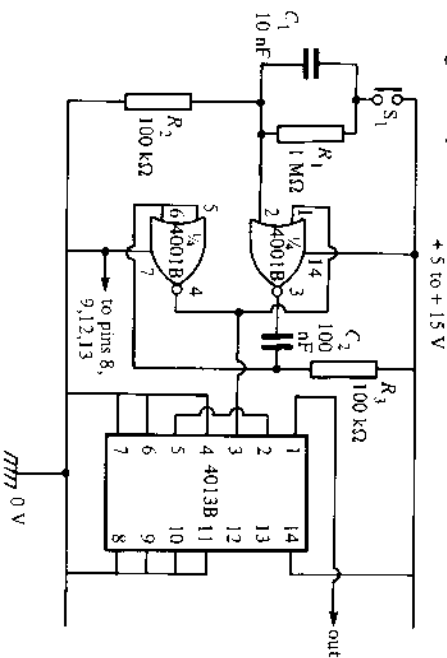 + 5 to + 15 V
S₁
C₁
10 nF
R₁
1 MΩ
R₂
100 kΩ
1
2
¼
4001B
14
3
5
6
¼
4001B
7
4
C₂
100
nF
R₃
100 kΩ
to pins 8,
9,12,13
1
2
3
4
5
6
7
4013B
14
13
12
11
10
9
8
out
0 V